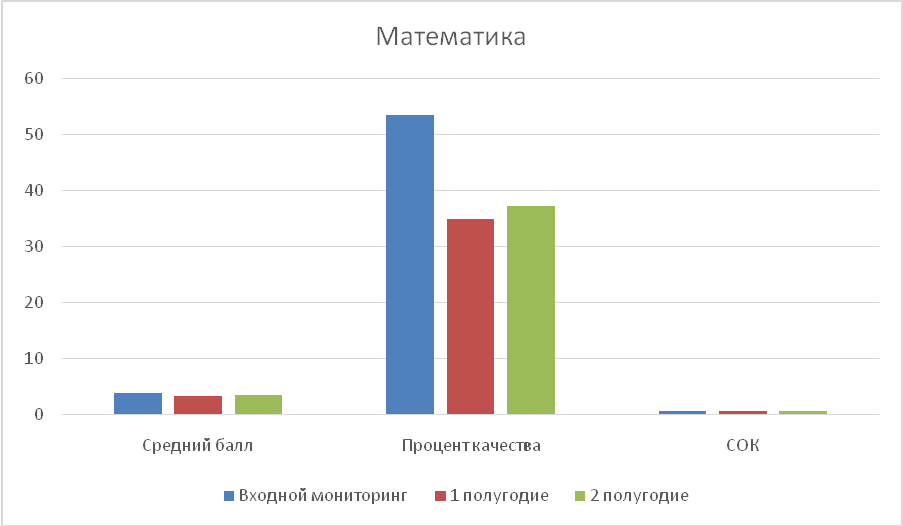 Математика
60
50
40
30
20
10
0
Средний балл Процент качества СОК
Входной мониторинг 1 полугодие 2 полугодие